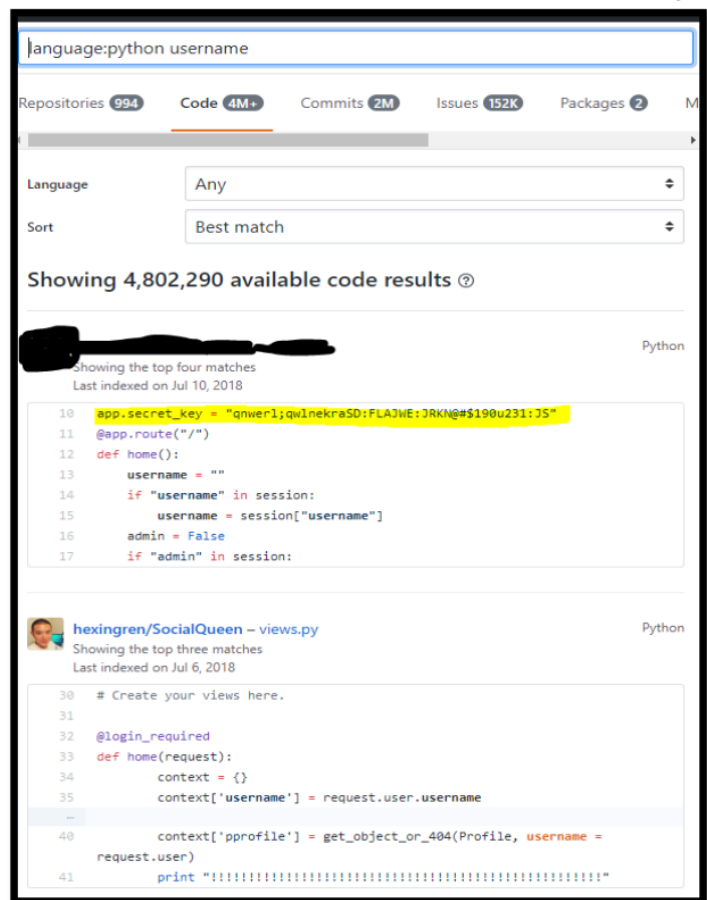 language:python username
Repositories 994 Code 4M+ Commits 2M Issues 152K Packages 2 M
Language Any
Sort Best match
Showing 4,802,290 available code results
Python
Showing the top four matches
Last indexed on Jul 10, 2018
10 app.secret_key = "qnwerl;qwlnekraSD:FLAJWE:JRKN@#$190u231:JS"
11 @app.route("/")
12 def home():
13 username = ""
14 if "username" in session:
15 username = session["username"]
16 admin = False
17 if "admin" in session:
hexingren/SocialQueen – views.py Python
Showing the top three matches
Last indexed on Jul 6, 2018
30 # Create your views here.
31
32 @login_required
33 def home(request):
34 context = {}
35 context['username'] = request.user.username
…
40 context['pprofile'] = get_object_or_404(Profile, username =
request.user)
41 print "!!!!!!!!!!!!!!!!!!!!!!!!!!!!!!!!!!!!!!!!!!!!!!!!!!!!"